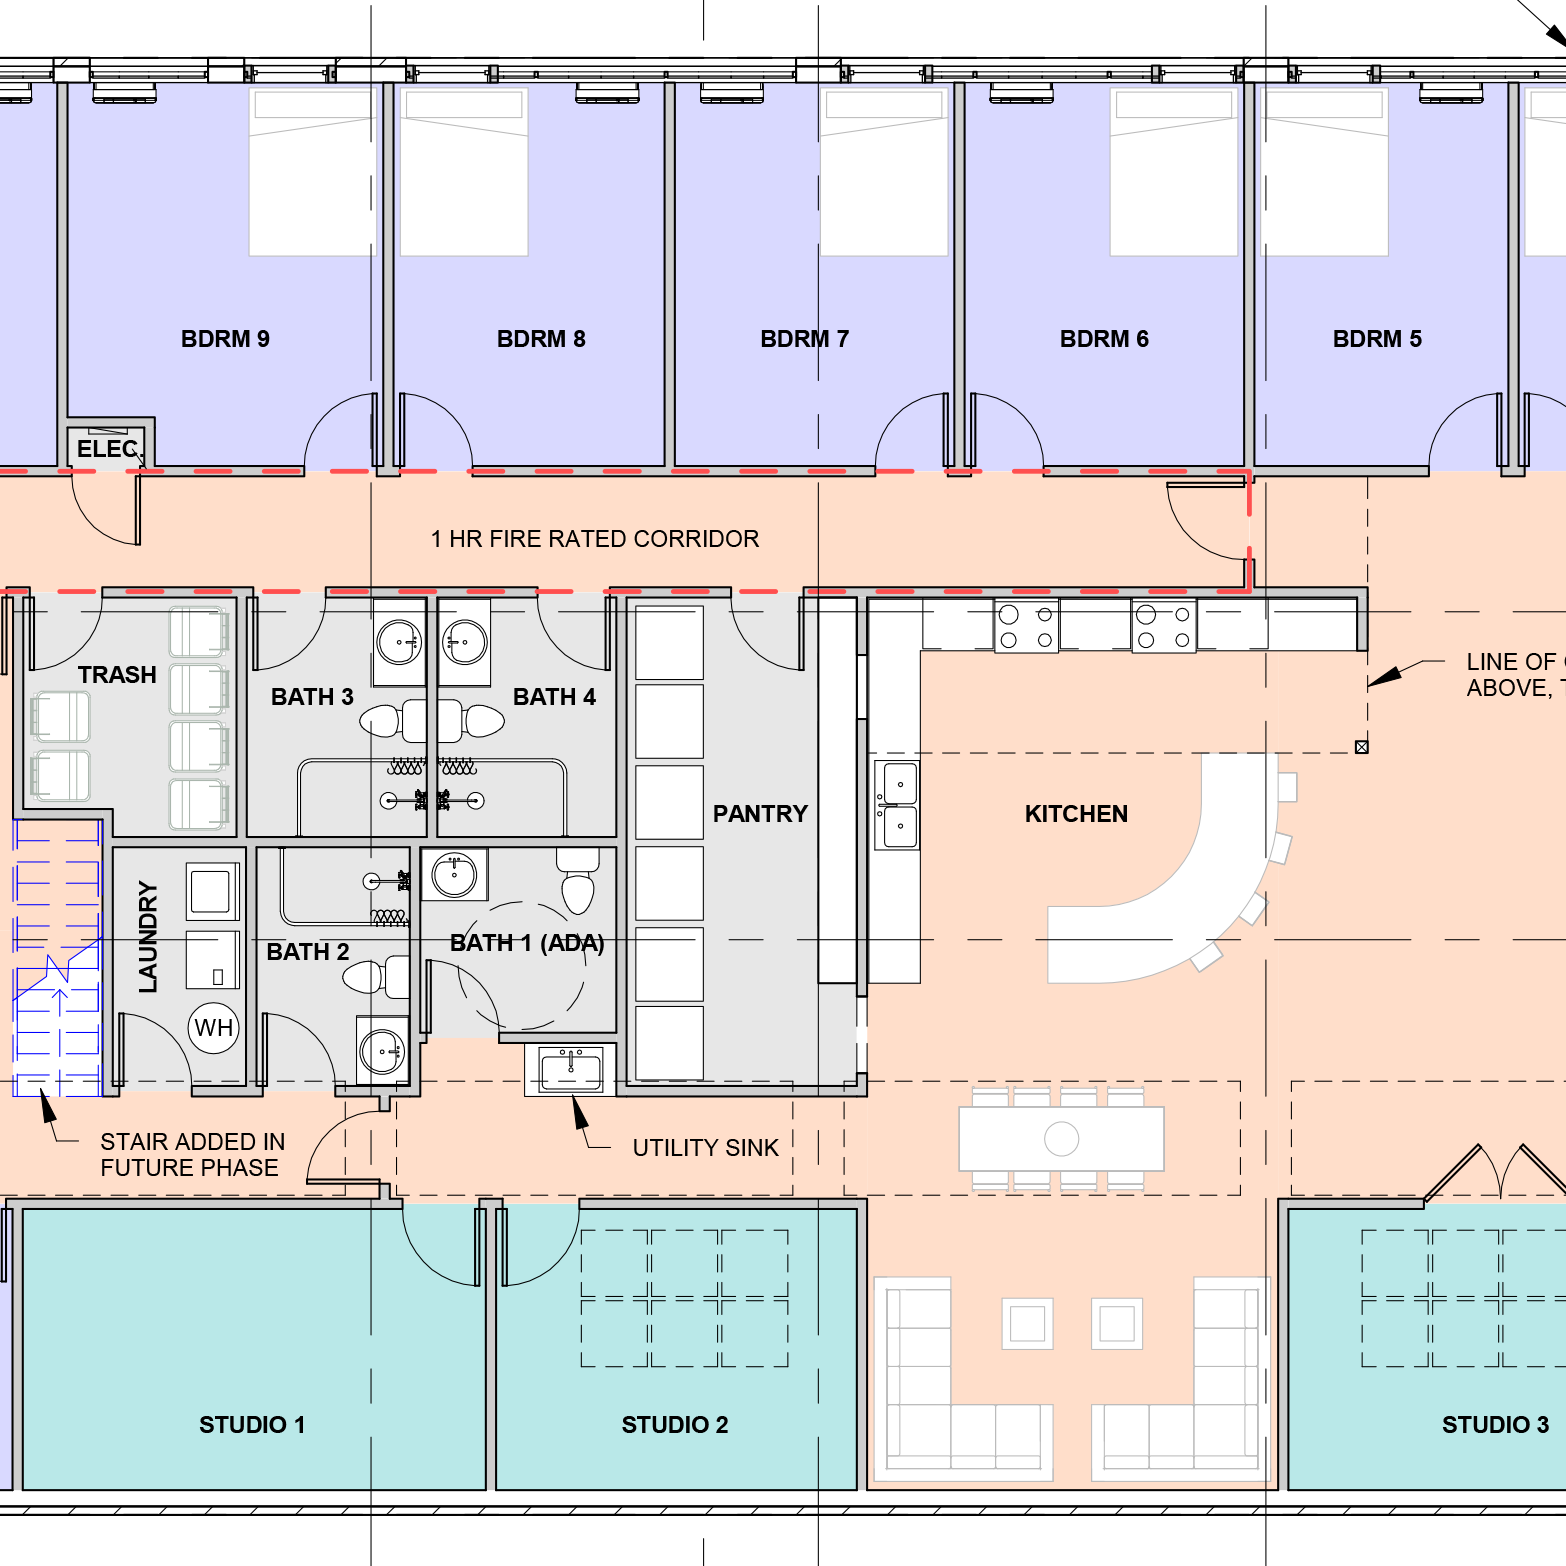 BDRM 9
BDRM 8
BDRM 7
BDRM 6
BDRM 5
ELEC.
1 HR FIRE RATED CORRIDOR
TRASH
BATH 3
BATH 4
LINE OF
ABOVE,
PANTRY
KITCHEN
LAUNDRY
BATH 2
BATH 1 (ADA)
WH
STAIR ADDED IN
FUTURE PHASE
UTILITY SINK
STUDIO 1
STUDIO 2
STUDIO 3